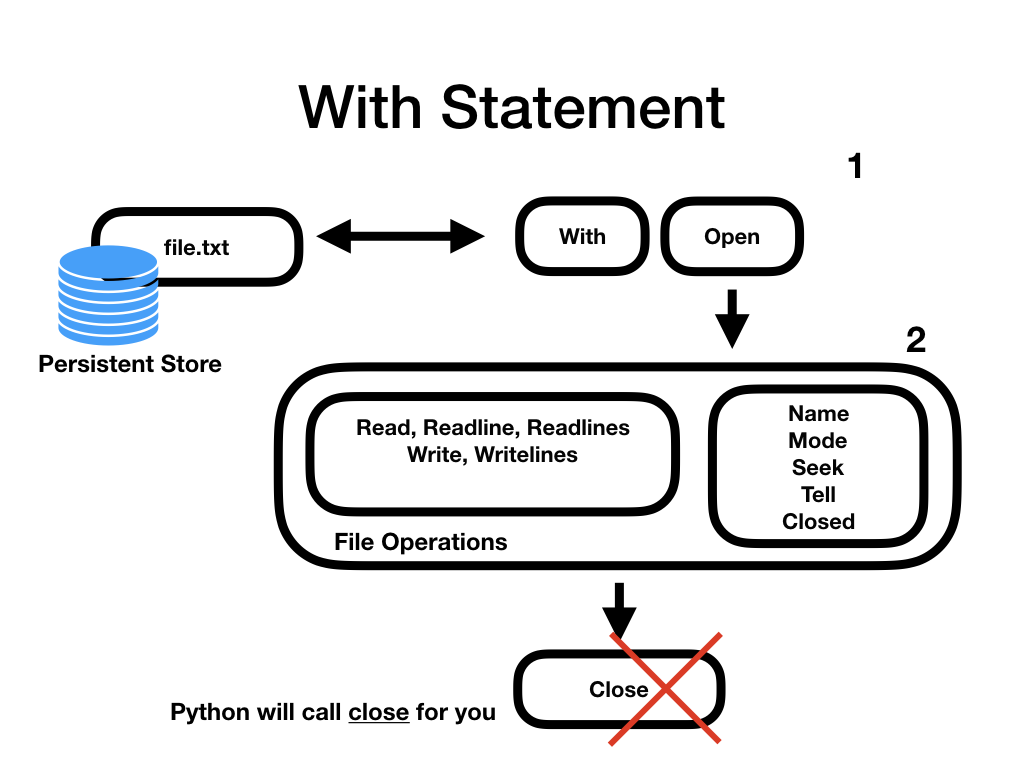 With Statement
1
file.txt
With
Open
Persistent Store
2
Read, Readline, Readlines
Write, Writelines
Name
Mode
Seek
Tell
Closed
File Operations
Close
Python will call close for you